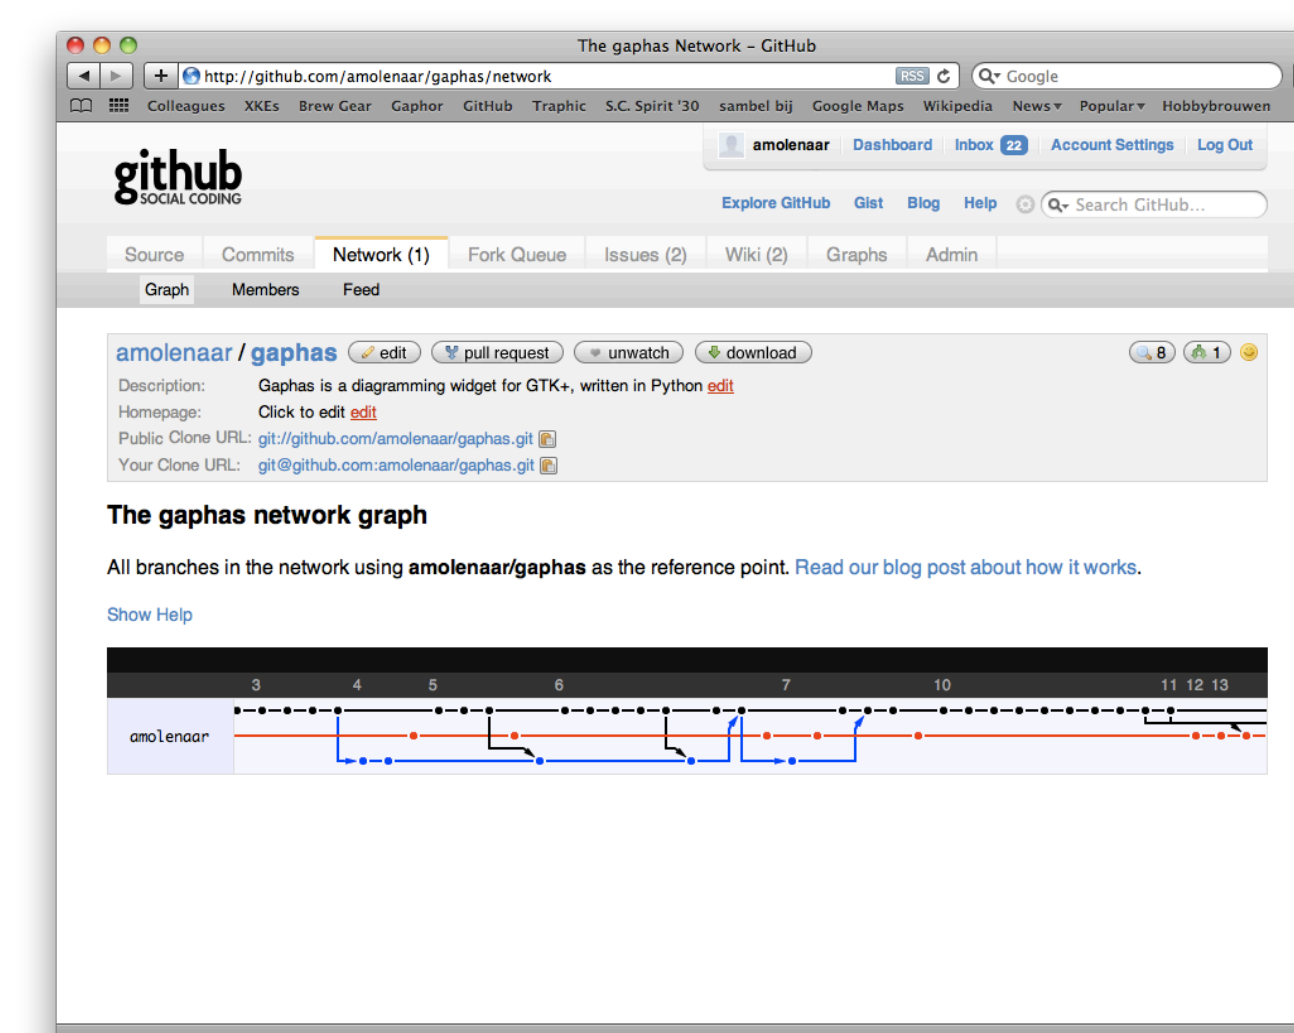 The gaphas Network – GitHub
http://github.com/amolenaar/gaphas/network RSS Google
Colleagues XKEs Brew Gear Gaphor GitHub Traphic S.C. Spirit '30 sambel bij Google Maps Wikipedia News Popular Hobbybrouwen
amolenaar Dashboard Inbox 22 Account Settings Log Out
github
SOCIAL CODING
Explore GitHub Gist Blog Help Search GitHub...
Source Commits Network (1) Fork Queue Issues (2) Wiki (2) Graphs Admin
Graph Members Feed
amolenaar / gaphas edit pull request unwatch download 8 1
Description: Gaphas is a diagramming widget for GTK+, written in Python edit
Homepage: Click to edit edit
Public Clone URL: git://github.com/amolenaar/gaphas.git
Your Clone URL: git@github.com:amolenaar/gaphas.git
The gaphas network graph
All branches in the network using amolenaar/gaphas as the reference point. Read our blog post about how it works.
Show Help
3 4 5 6 7 10 11 12 13
amolenaar